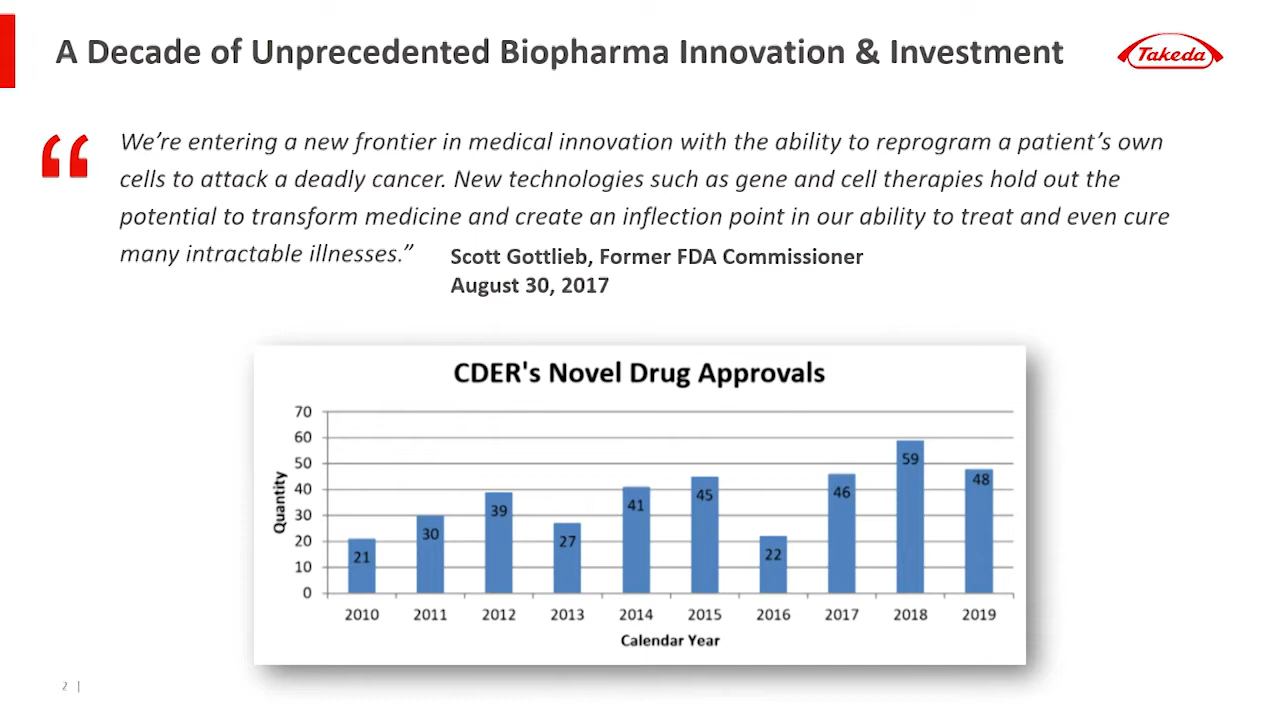 A Decade of Unprecedented Biopharma Innovation & Investment
Takeda
“
We’re entering a new frontier in medical innovation with the ability to reprogram a patient’s own
cells to attack a deadly cancer. New technologies such as gene and cell therapies hold out the
potential to transform medicine and create an inflection point in our ability to treat and even cure
many intractable illnesses.”
Scott Gottlieb, Former FDA Commissioner
August 30, 2017
CDER's Novel Drug Approvals
70
60
50
40
30
20
10
0
Quantity
21 30 39 27 41 45 22 46 59 48
2010 2011 2012 2013 2014 2015 2016 2017 2018 2019
Calendar Year
2 |